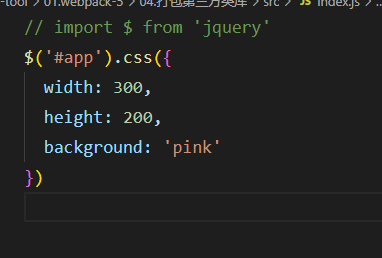 -tool > 01.webpack-5 > 04.打包第三方类库 > src > JS index.js > ...
// import $ from 'jquery'
$('#app').css({
  width: 300,
  height: 200,
  background: 'pink'
})